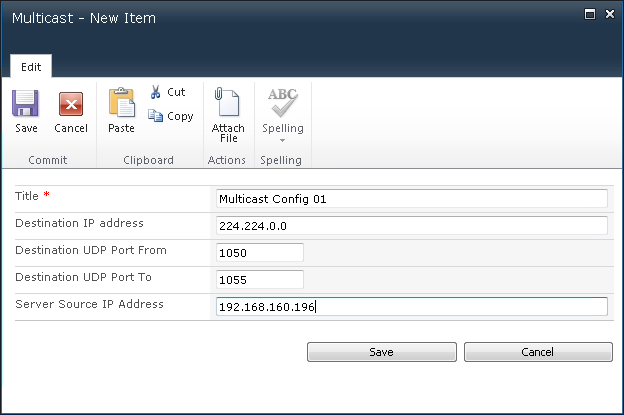 Multicast - New Item
Edit
Save Cancel Paste Cut Copy Attach File ABC Spelling
Commit Clipboard Actions Spelling
Title * Multicast Config 01
Destination IP address 224.224.0.0
Destination UDP Port From 1050
Destination UDP Port To 1055
Server Source IP Address 192.168.160.196
Save Cancel